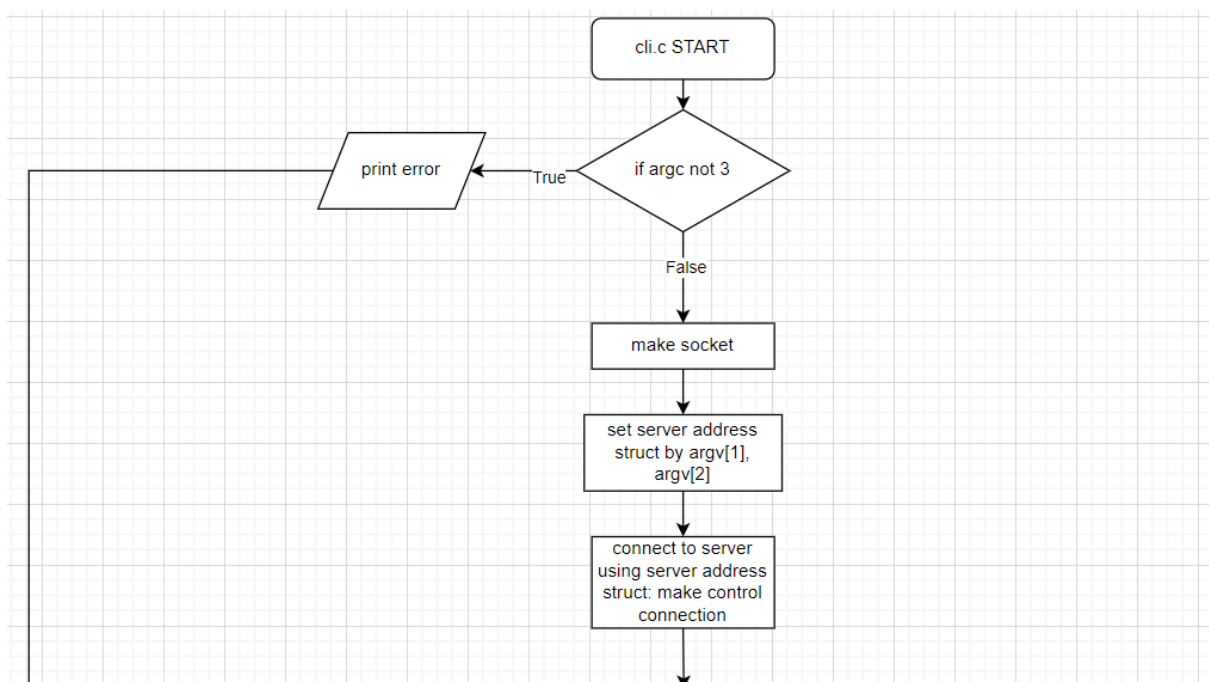 cli.c START
if argc not 3
True
print error
False
make socket
set server address
struct by argv[1],
argv[2]
connect to server
using server address
struct: make control
connection